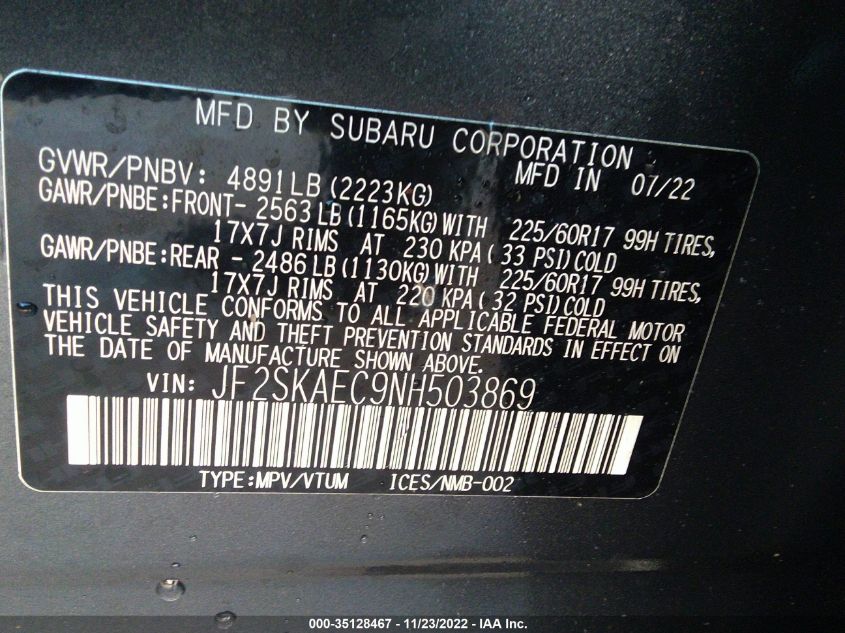 MFD BY SUBARU CORPORATION
GVWR/PNBV: 4891LB(2223KG) MFD IN 07/22
GAWR/PNBE:FRONT- 2563LB(1165KG)WITH 225/60R17 99H TIRES,
17X7J RIMS AT 230 KPA( 33 PSI)COLD
GAWR/PNBE:REAR - 2486LB(1130KG)WITH 225/60R17 99H TIRES,
17X7J RIMS AT 220 KPA( 32 PSI)COLD
THIS VEHICLE CONFORMS TO ALL APPLICABLE FEDERAL MOTOR
VEHICLE SAFETY AND THEFT PREVENTION STANDARDS IN EFFECT ON
THE DATE OF MANUFACTURE SHOWN ABOVE.
VIN: JF2SKAEC9NH503869
TYPE:MPV/VTUM ICES/NMB-002
000-35128467 - 11/23/2022 - IAA Inc.